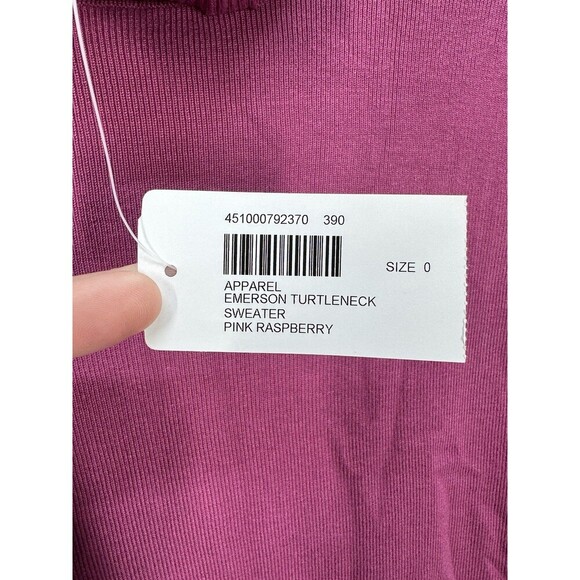 451000792370 390
SIZE 0
APPAREL
EMERSON TURTLENECK
SWEATER
PINK RASPBERRY